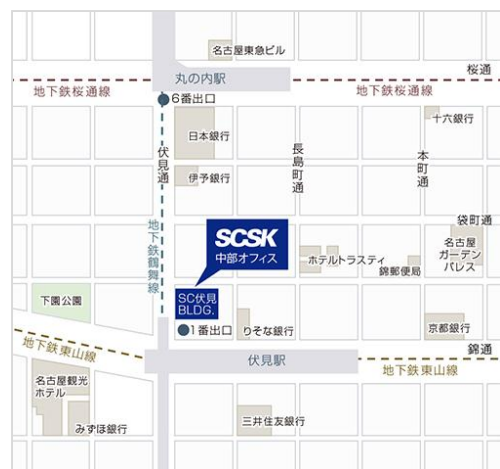 名古屋東急ビル
桜通
丸の内駅
地下鉄桜通線
地下鉄桜通線
6番出口
十六銀行
日本銀行
伏見通
長島町通
本町通
伊予銀行
袋町通
地下鉄鶴舞線
SCSK
中部オフィス
名古屋
ガーデン
パレス
ホテルトラスティ
錦郵便局
下園公園
SC伏見
BLDG.
1番出口
りそな銀行
京都銀行
錦通
地下鉄東山線
伏見駅
地下鉄東山線
名古屋観光
ホテル
みずほ銀行
三井住友銀行